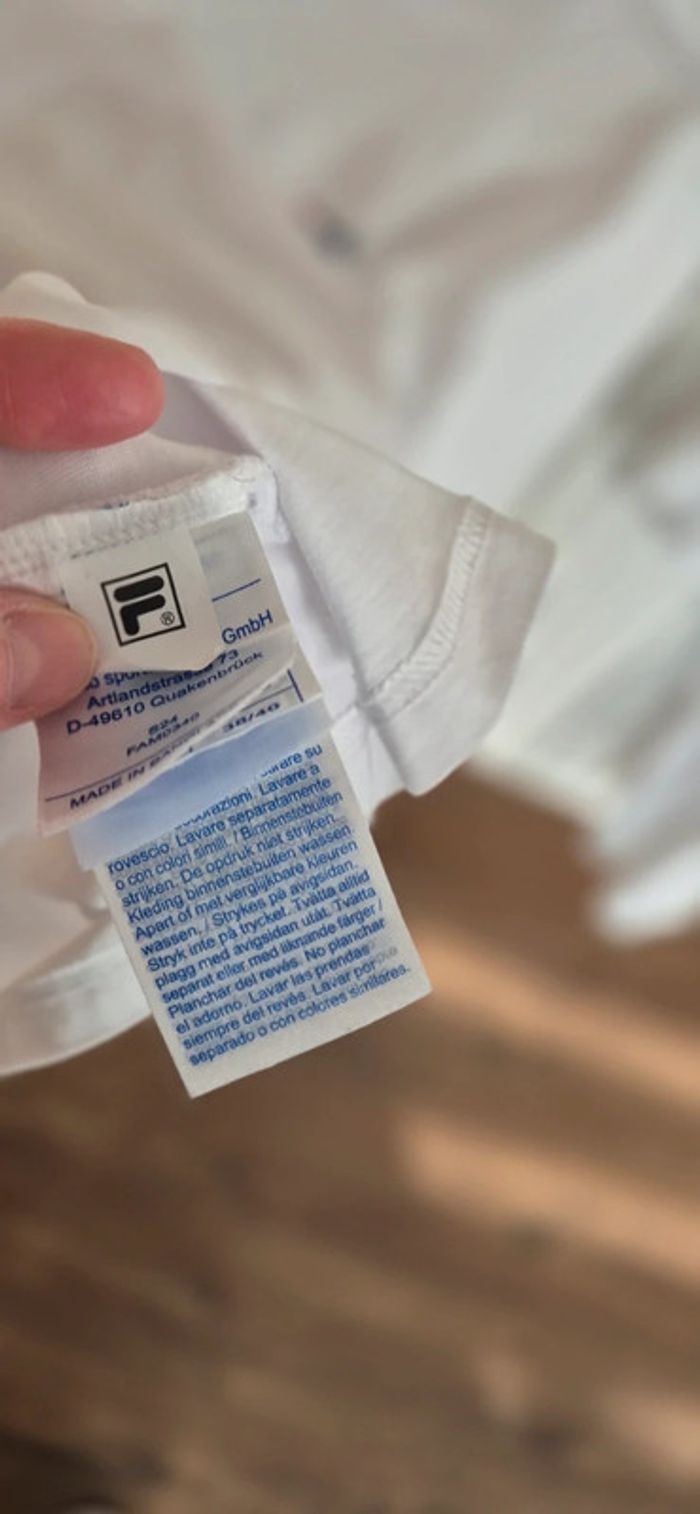 F®
GmbH
Artlandstrasse 73
D-49610 Quakenbrück
S24
MADE IN
38/40
Lavare a
rovescio. Lavare separatamente
o con colori simili. / Binnenstebuiten
strijken. De opdruk niet strijken.
Kleding binnenstebuiten wassen.
Apart of met vergelijkbare kleuren
wassen. / Strykes på avigsidan.
Stryk inte på trycket. Tvätta alltid
plagg med avigsidan utåt. Tvätta
separat eller med liknande färger /
Planchar del revés. No planchar
el adorno. Lavar las prendas
siempre del revés. Lavar por
separado o con colores similares.